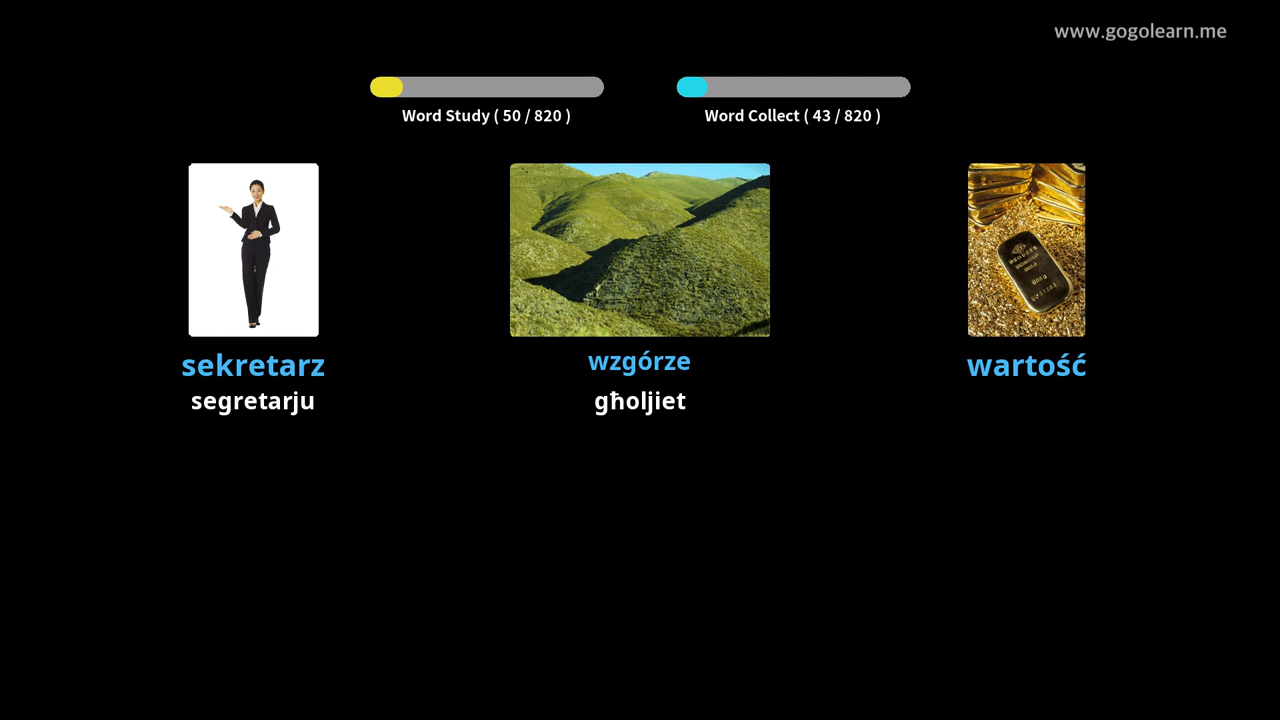 www.gogolearn.me
Word Study ( 50 / 820 )
Word Collect ( 43 / 820 )
sekretarz
segretarju
wzgórze
għoljiet
wartość